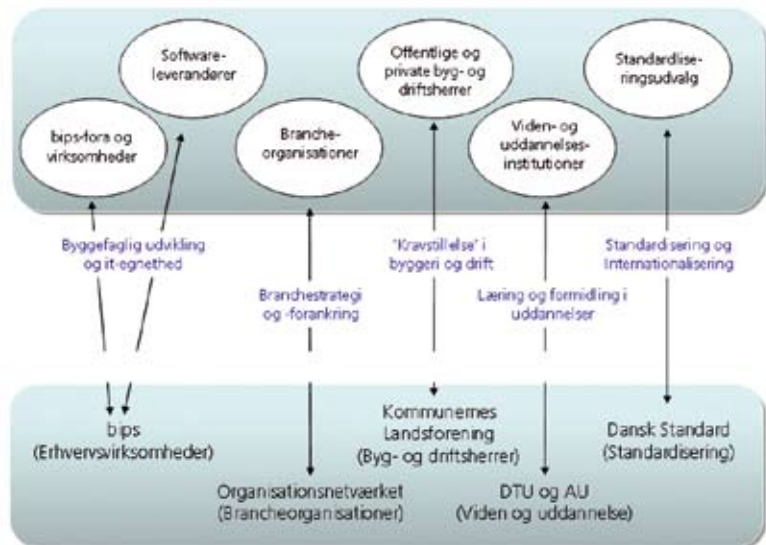 Software-
leverandører
Offentlige og
private byg- og
driftsherrer
Standardlise-
ringsudvalg
bips-fora og
virksomheder
Branche-
organisationer
Viden- og
uddannelses-
institutioner
Byggefaglig udvikling
og it-egnethed
'Kravstillelse' i
byggeri og drift
Standardisering og
Internationalisering
Branchestrategi
og -forankring
Læring og formidling i
uddannelser
bips
(Erhvervsvirksomheder)
Kommunernes
Landsforening
(Byg- og driftsherrer)
Dansk Standard
(Standardisering)
Organisationsnetværket
(Brancheorganisationer)
DTU og AU
(Viden og uddannelse)